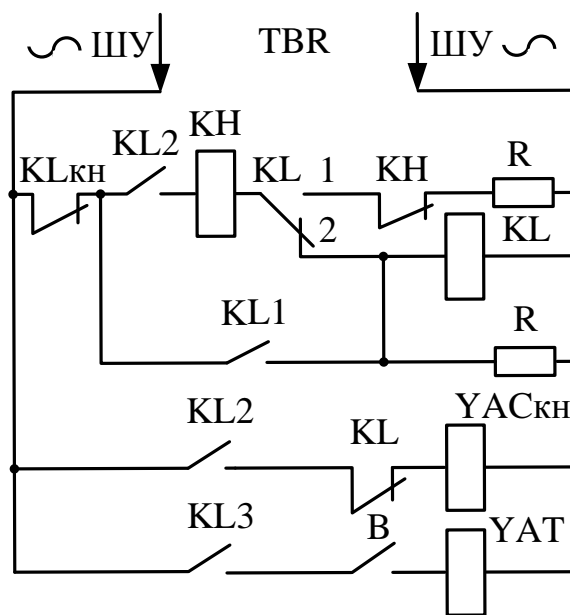 ШУ TBR ШУ
KH
KL2
KLкн KL 1 KH R
2 KL
KL1 R
YACкн
KL2 KL
KL3 B YAT